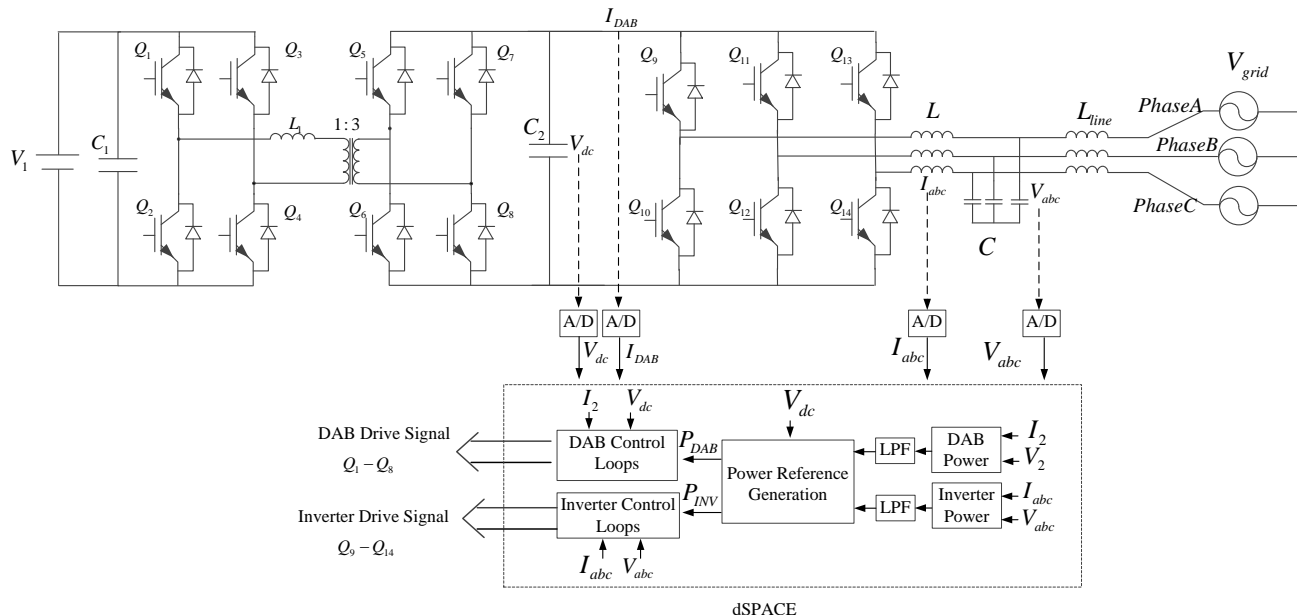 I_DAB
Q_1
Q_3
Q_5
Q_7
Q_9
Q_11
Q_13
V_grid
PhaseA
L
L_line
L_1
1:3
C_1
C_2
V_dc
V_1
PhaseB
I_abc
V_abc
Q_2
Q_4
Q_6
Q_8
Q_10
Q_12
Q_14
PhaseC
C
A/D
A/D
A/D
A/D
V_dc
I_DAB
I_abc
V_abc
I_2
V_dc
V_dc
DAB Drive Signal
Q_1 − Q_8
DAB Control
Loops
P_DAB
Power Reference
Generation
LPF
DAB
Power
I_2
V_2
Inverter Drive Signal
Q_9 − Q_14
Inverter Control
Loops
P_INV
LPF
Inverter
Power
I_abc
V_abc
I_abc
V_abc
dSPACE